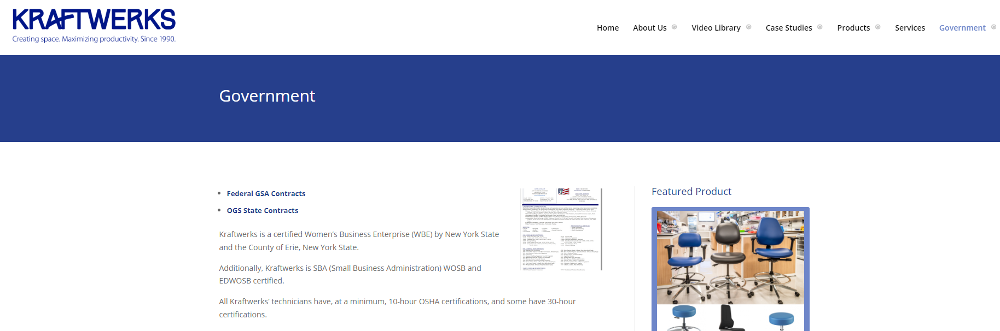 KRAFTWERKS
Creating space. Maximizing productivity. Since 1990.
Home About Us Video Library Case Studies Products Services Government
Government
Federal GSA Contracts
OGS State Contracts
Kraftwerks is a certified Women’s Business Enterprise (WBE) by New York State
and the County of Erie, New York State.
Additionally, Kraftwerks is SBA (Small Business Administration) WOSB and
EDWOSB certified.
All Kraftwerks’ technicians have, at a minimum, 10-hour OSHA certifications, and some have 30-hour
certifications.
Featured Product